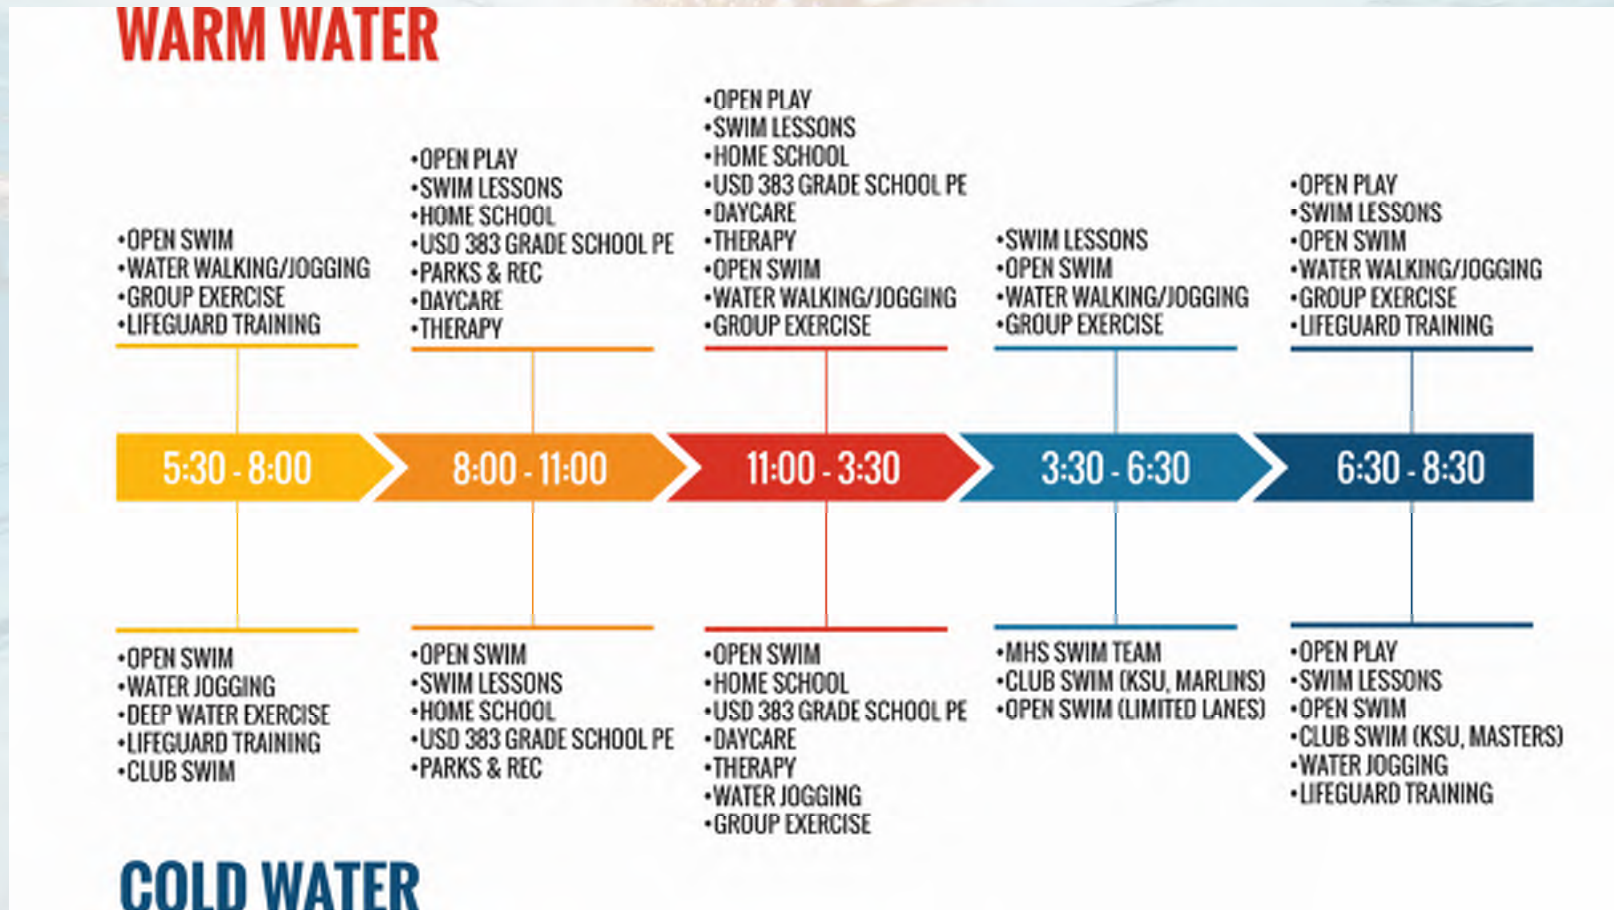 WARM WATER
•OPEN SWIM
•WATER WALKING/JOGGING
•GROUP EXERCISE
•LIFEGUARD TRAINING
•OPEN PLAY
•SWIM LESSONS
•HOME SCHOOL
•USD 383 GRADE SCHOOL PE
•PARKS & REC
•DAYCARE
•THERAPY
•OPEN PLAY
•SWIM LESSONS
•HOME SCHOOL
•USD 383 GRADE SCHOOL PE
•DAYCARE
•THERAPY
•OPEN SWIM
•WATER WALKING/JOGGING
•GROUP EXERCISE
•SWIM LESSONS
•OPEN SWIM
•WATER WALKING/JOGGING
•GROUP EXERCISE
•OPEN PLAY
•SWIM LESSONS
•OPEN SWIM
•WATER WALKING/JOGGING
•GROUP EXERCISE
•LIFEGUARD TRAINING
5:30 - 8:00
8:00 - 11:00
11:00 - 3:30
3:30 - 6:30
6:30 - 8:30
•OPEN SWIM
•WATER JOGGING
•DEEP WATER EXERCISE
•LIFEGUARD TRAINING
•CLUB SWIM
•OPEN SWIM
•SWIM LESSONS
•HOME SCHOOL
•USD 383 GRADE SCHOOL PE
•PARKS & REC
•OPEN SWIM
•HOME SCHOOL
•USD 383 GRADE SCHOOL PE
•DAYCARE
•THERAPY
•WATER JOGGING
•GROUP EXERCISE
•MHS SWIM TEAM
•CLUB SWIM (KSU, MARLINS)
•OPEN SWIM (LIMITED LANES)
•OPEN PLAY
•SWIM LESSONS
•OPEN SWIM
•CLUB SWIM (KSU, MASTERS)
•WATER JOGGING
•LIFEGUARD TRAINING
COLD WATER